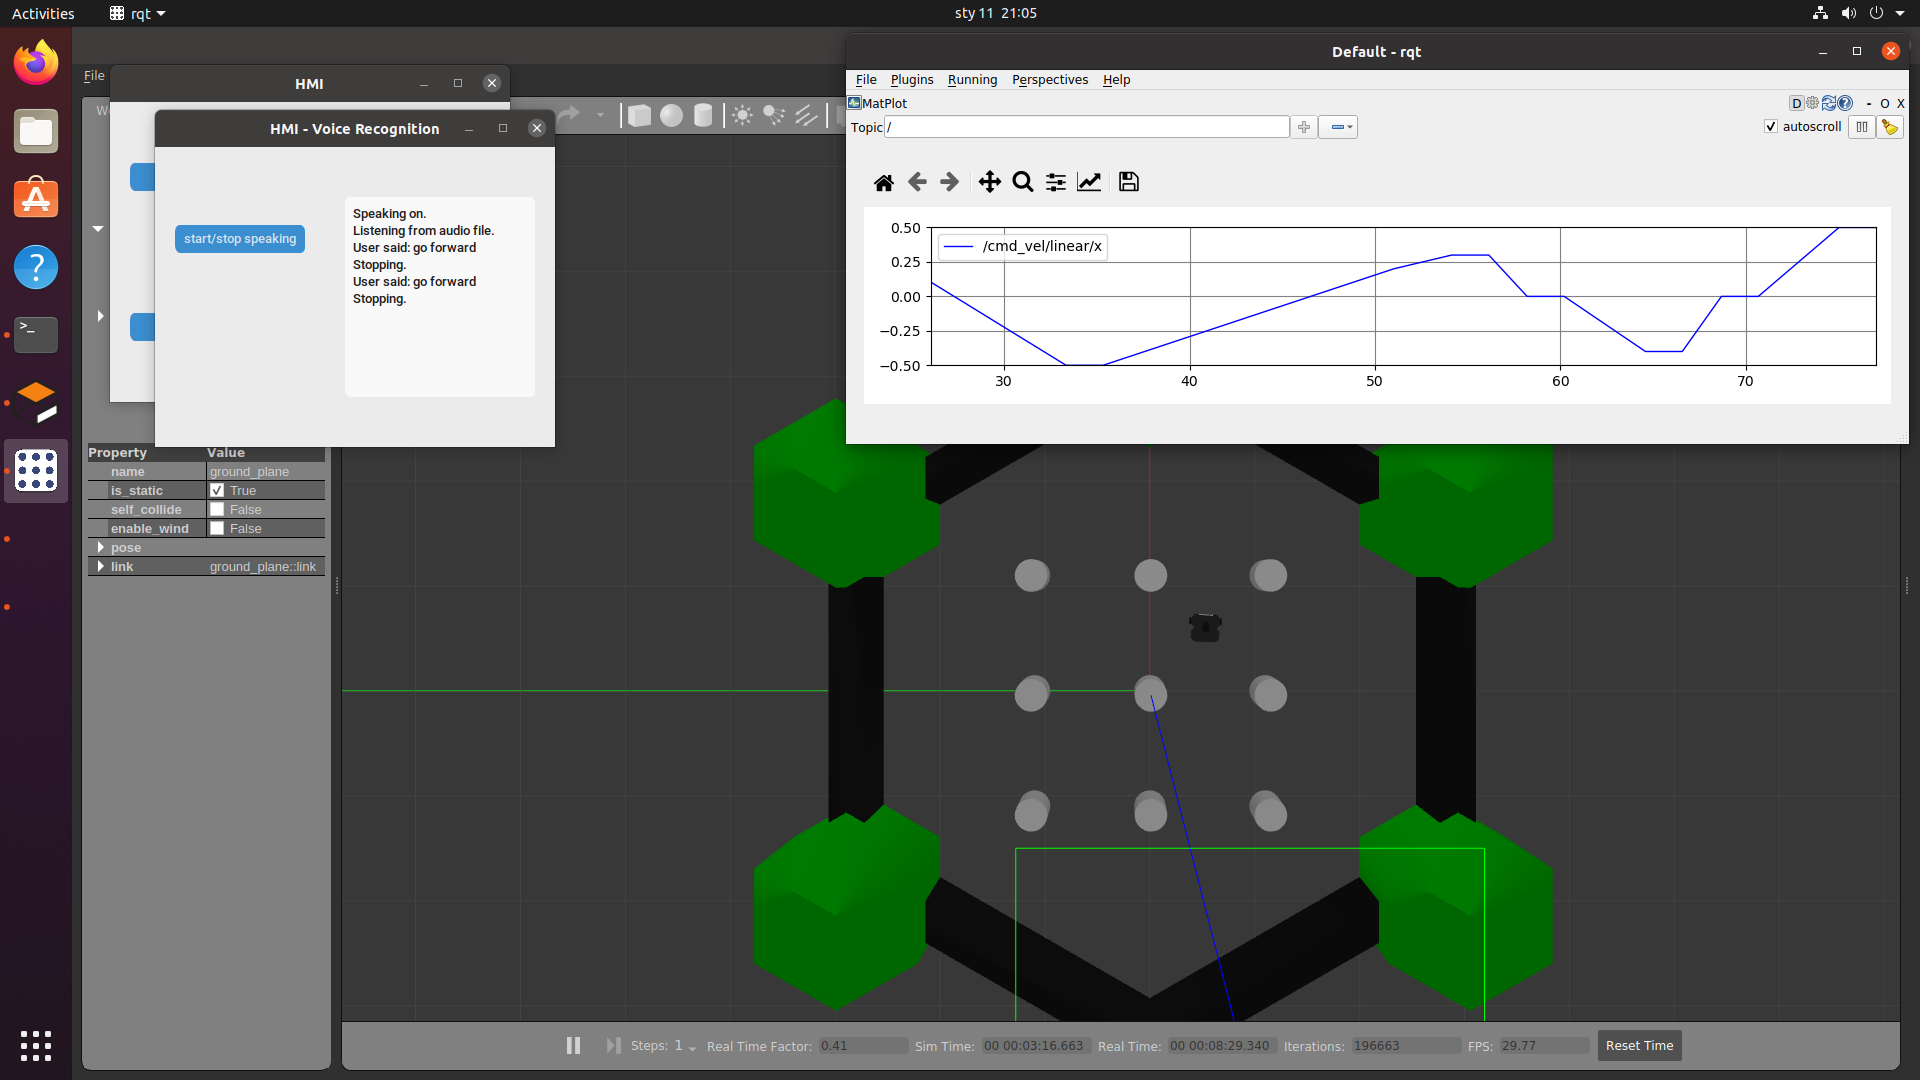 Activities
rqt
sty 11 21:05
File
HMI
HMI - Voice Recognition
start/stop speaking
Speaking on.
Listening from audio file.
User said: go forward
Stopping.
User said: go forward
Stopping.
Default - rqt
File Plugins Running Perspectives Help
MatPlot
D
- O X
Topic /
autoscroll
/cmd_vel/linear/x
0.50
0.25
0.00
−0.25
−0.50
30 40 50 60 70
Property Value
name ground_plane
is_static True
self_collide False
enable_wind False
pose
link ground_plane::link
Steps: 1 Real Time Factor: 0.41 Sim Time: 00 00:03:16.663 Real Time: 00 00:08:29.340 Iterations: 196663 FPS: 29.77 Reset Time